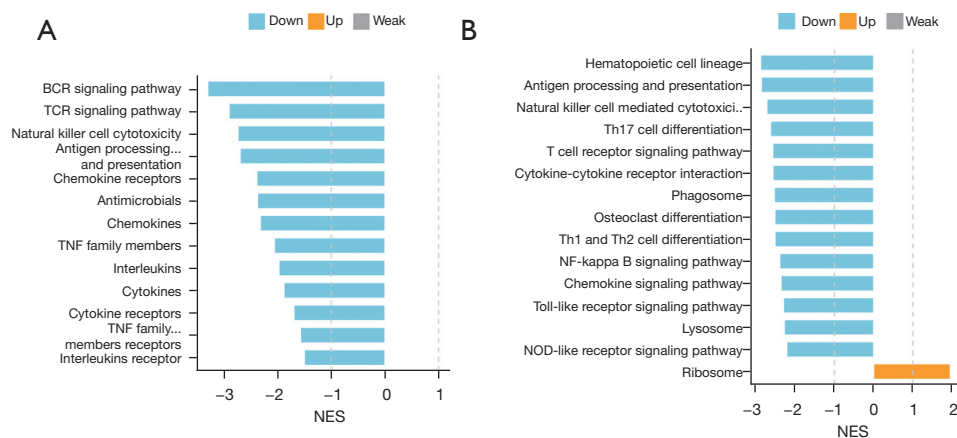 A
Down Up Weak
BCR signaling pathway
TCR signaling pathway
Natural killer cell cytotoxicity
Antigen processing...
and presentation
Chemokine receptors
Antimicrobials
Chemokines
TNF family members
Interleukins
Cytokines
Cytokine receptors
TNF family...
members receptors
Interleukins receptor
−3 −2 −1 0 1
NES
B
Down Up Weak
Hematopoietic cell lineage
Antigen processing and presentation
Natural killer cell mediated cytotoxici..
Th17 cell differentiation
T cell receptor signaling pathway
Cytokine-cytokine receptor interaction
Phagosome
Osteoclast differentiation
Th1 and Th2 cell differentiation
NF-kappa B signaling pathway
Chemokine signaling pathway
Toll-like receptor signaling pathway
Lysosome
NOD-like receptor signaling pathway
Ribosome
−3 −2 −1 0 1 2
NES